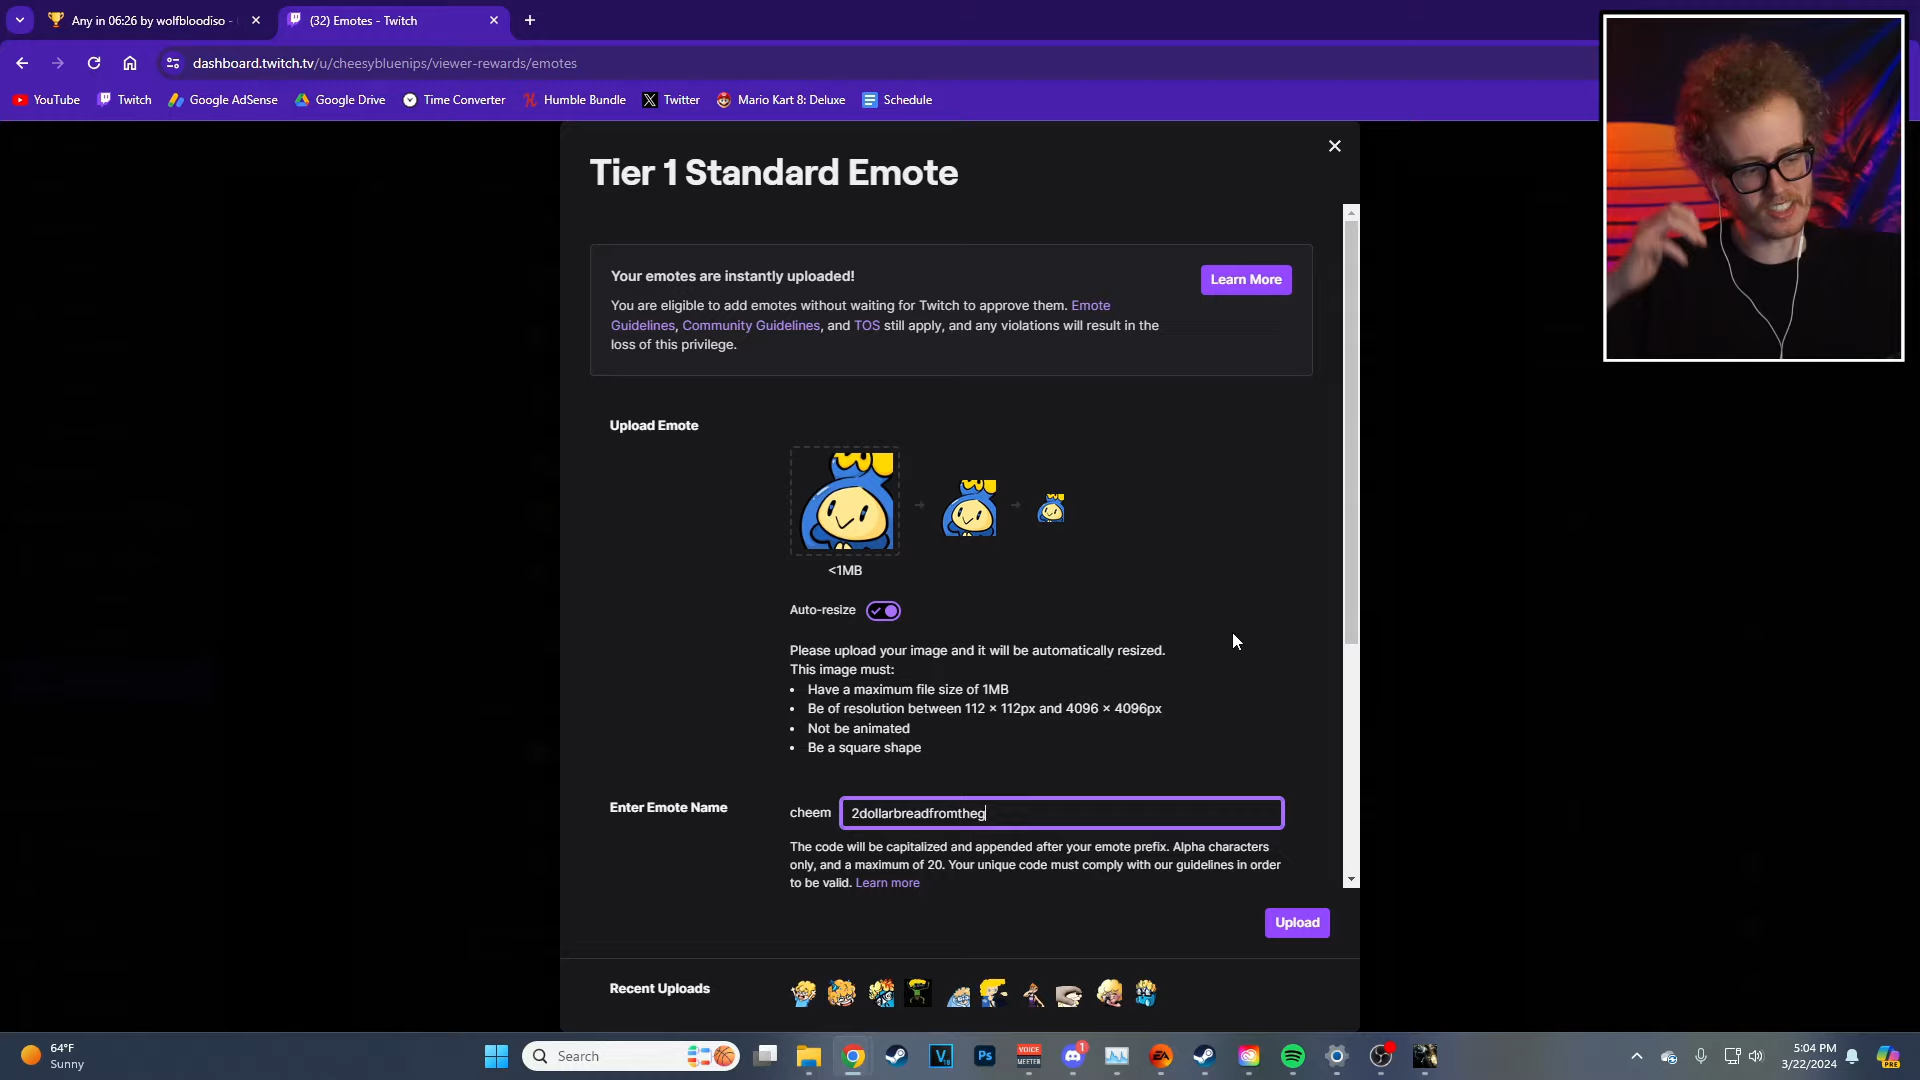 Any in 06:26 by wolfbloodiso -
(32) Emotes - Twitch
dashboard.twitch.tv/u/cheesybluenips/viewer-rewards/emotes
YouTube Twitch Google AdSense Google Drive Time Converter Humble Bundle Twitter Mario Kart 8: Deluxe Schedule
Tier 1 Standard Emote
Your emotes are instantly uploaded!
Learn More
You are eligible to add emotes without waiting for Twitch to approve them. Emote
Guidelines, Community Guidelines, and TOS still apply, and any violations will result in the
loss of this privilege.
Upload Emote
<1MB
Auto-resize
Please upload your image and it will be automatically resized.
This image must:
• Have a maximum file size of 1MB
• Be of resolution between 112 × 112px and 4096 × 4096px
• Not be animated
• Be a square shape
Enter Emote Name
cheem
2dollarbreadfromtheg
The code will be capitalized and appended after your emote prefix. Alpha characters
only, and a maximum of 20. Your unique code must comply with our guidelines in order
to be valid. Learn more
Upload
Recent Uploads
64°F
Sunny
Search
Ps
VOICE
MEETER
1
EA
5:04 PM
3/22/2024
PRE